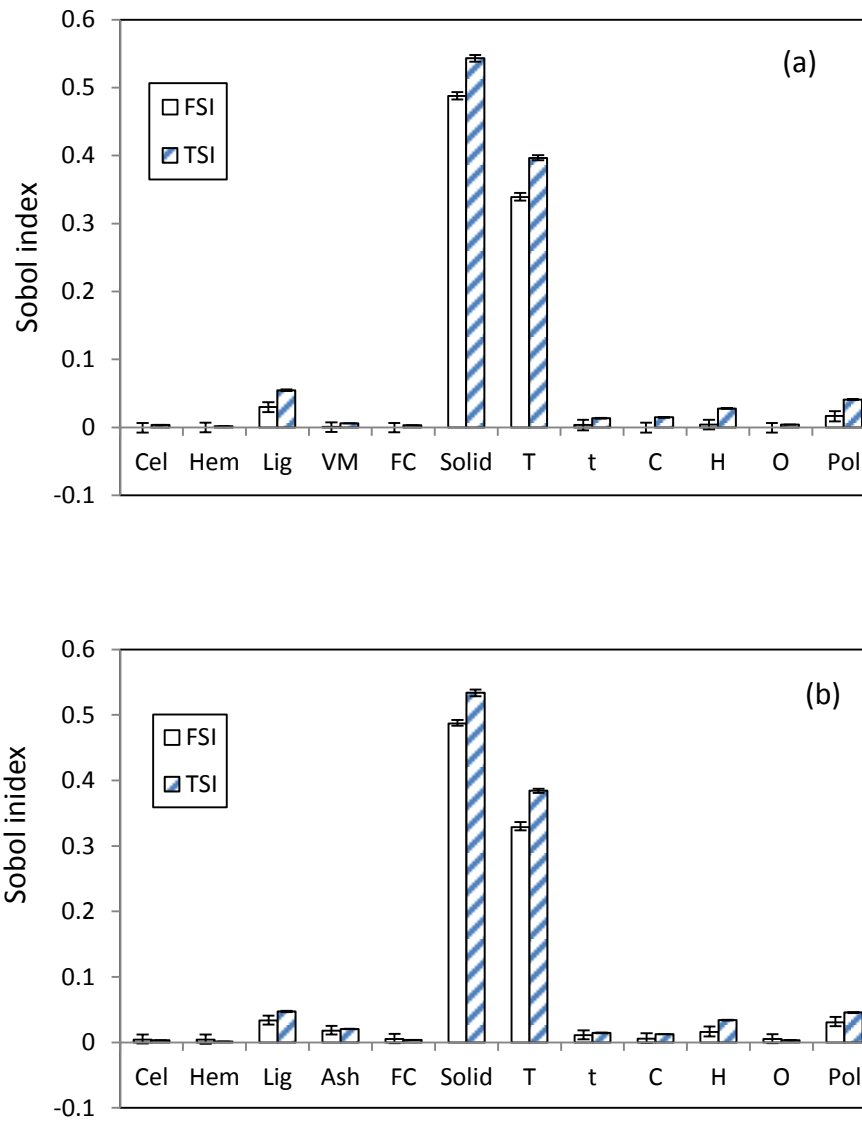 0.6
(a)
0.5
FSI
0.4
TSI
0.3
Sobol index
0.2
0.1
0
Cel Hem Lig VM FC Solid T t C H O Pol
-0.1
0.6
(b)
0.5
FSI
0.4
TSI
0.3
Sobol inidex
0.2
0.1
0
Cel Hem Lig Ash FC Solid T t C H O Pol
-0.1